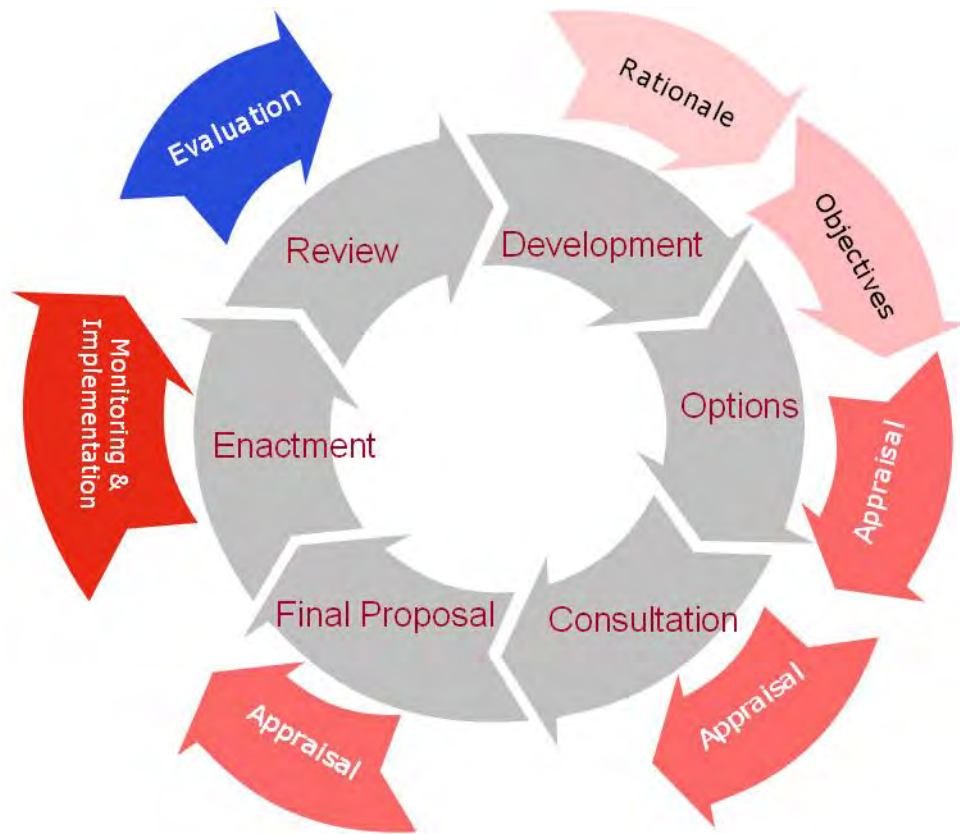 Rationale
Objectives
Appraisal
Appraisal
Appraisal
Monitoring &
Implementation
Evaluation
Development
Options
Consultation
Final Proposal
Enactment
Review